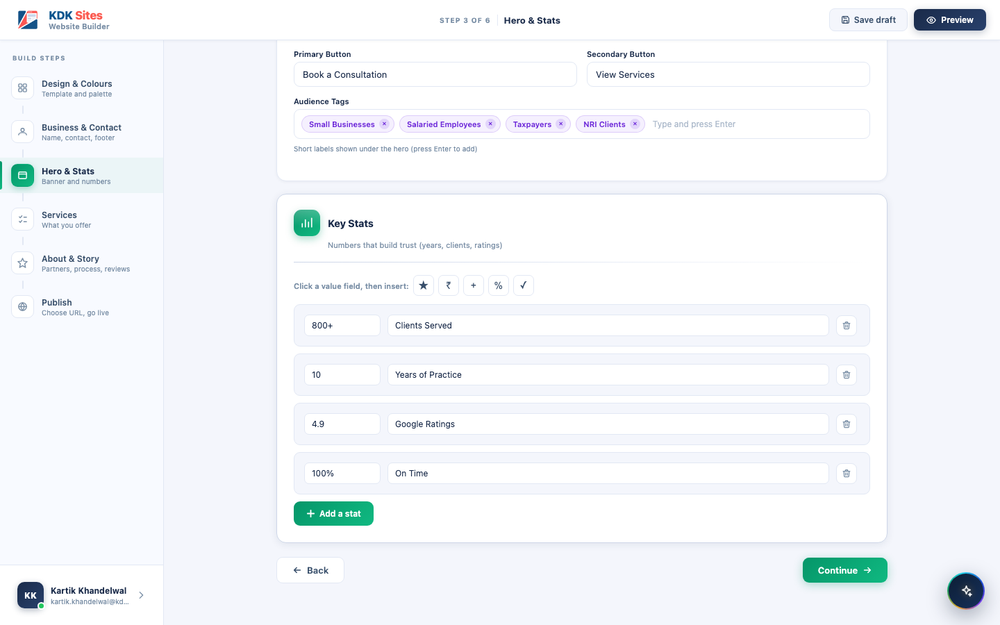 KDK Sites
Website Builder
STEP 3 OF 6
Hero & Stats
Save draft
Preview
BUILD STEPS
Design & Colours
Template and palette
Business & Contact
Name, contact, footer
Hero & Stats
Banner and numbers
Services
What you offer
About & Story
Partners, process, reviews
Publish
Choose URL, go live
KK
Kartik Khandelwal
kartik.khandelwal@kd...
Primary Button
Secondary Button
Book a Consultation
View Services
Audience Tags
Small Businesses ×
Salaried Employees ×
Taxpayers ×
NRI Clients ×
Type and press Enter
Short labels shown under the hero (press Enter to add)
Key Stats
Numbers that build trust (years, clients, ratings)
Click a value field, then insert: ★ ₹ + % ✓
800+
Clients Served
10
Years of Practice
4.9
Google Ratings
100%
On Time
+ Add a stat
← Back
Continue →